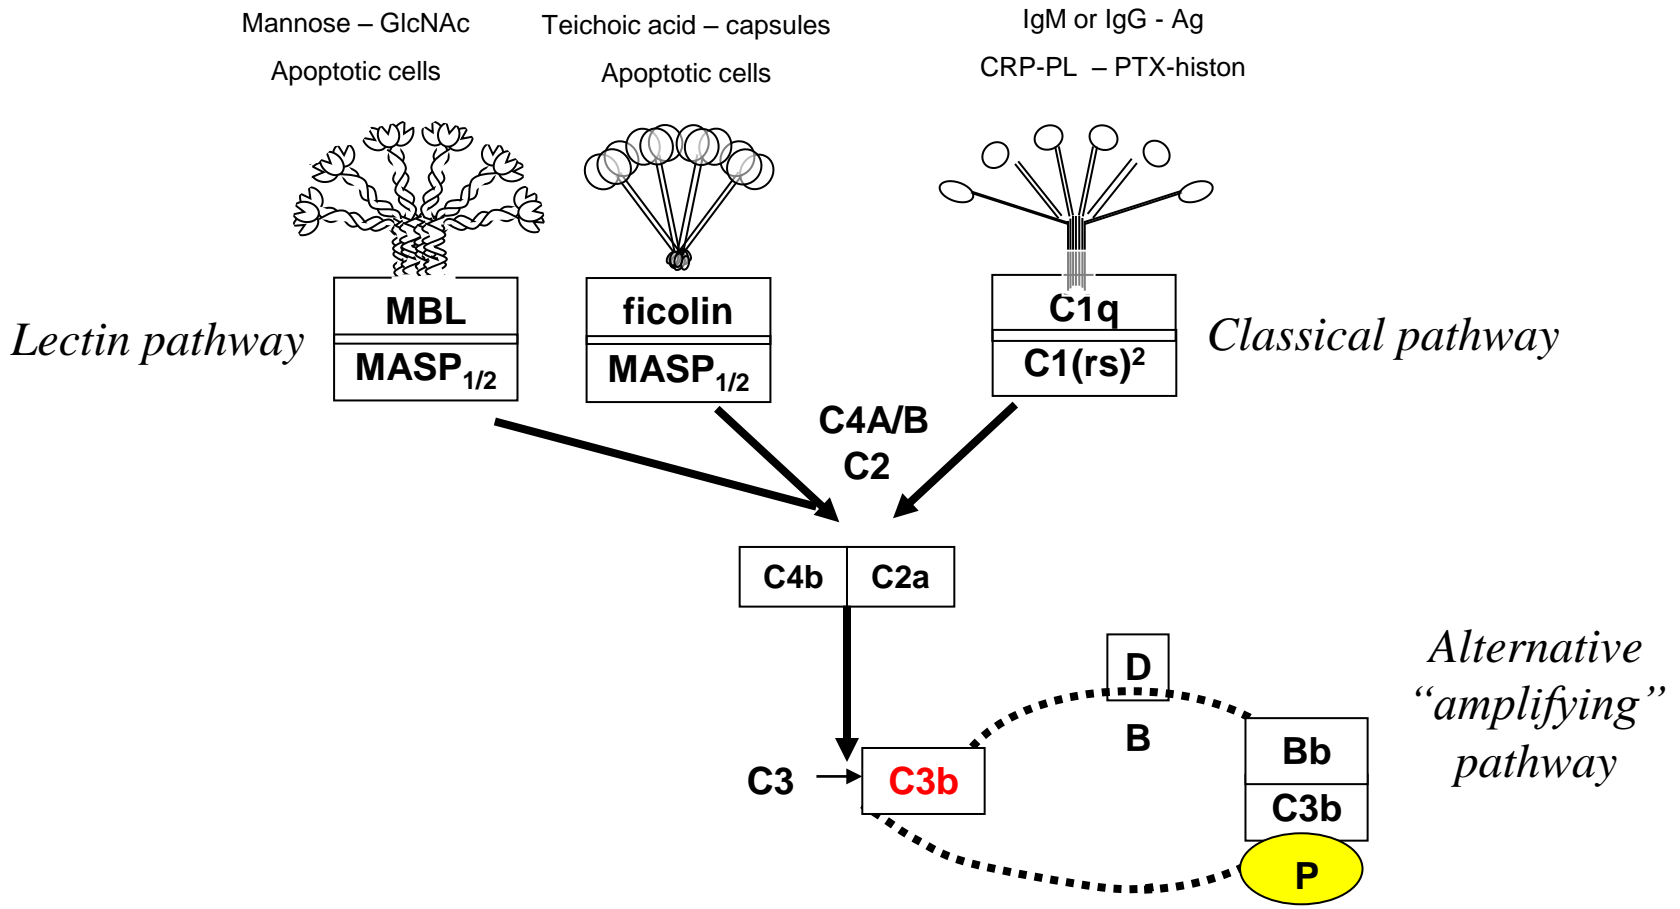 Mannose – GlcNAc
Apoptotic cells
Teichoic acid – capsules
Apoptotic cells
IgM or IgG - Ag
CRP-PL – PTX-histon
Lectin pathway
MBL
MASP1/2
ficolin
MASP1/2
C1q
C1(rs)²
Classical pathway
C4A/B
C2
C4b
C2a
C3
C3b
D
B
Bb
C3b
P
Alternative
“amplifying”
pathway